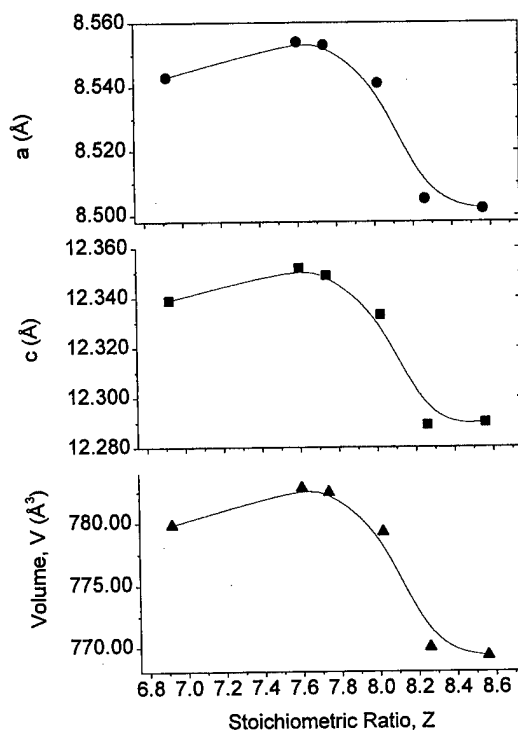 8.560
8.540
8.520
8.500
a (Å)
12.360
12.340
12.320
12.290
12.280
c (Å)
780.00
775.00
770.00
Volume, V (Å³)
6.8 7.0 7.2 7.4 7.6 7.8 8.0 8.2 8.4 8.6
Stoichiometric Ratio, Z